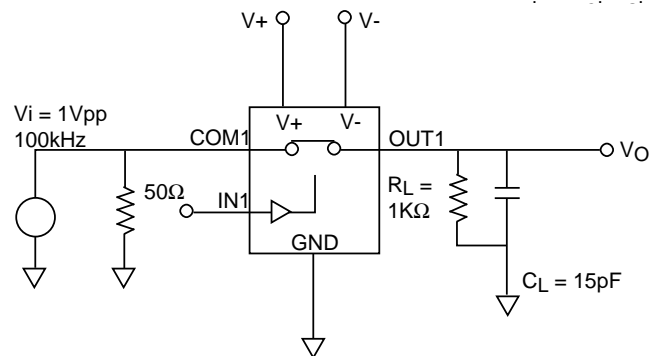 V+ V-
Vi = 1Vpp
100kHz
COM1
V+ V-
OUT1
VO
50Ω
IN1
RL =
1KΩ
GND
CL = 15pF